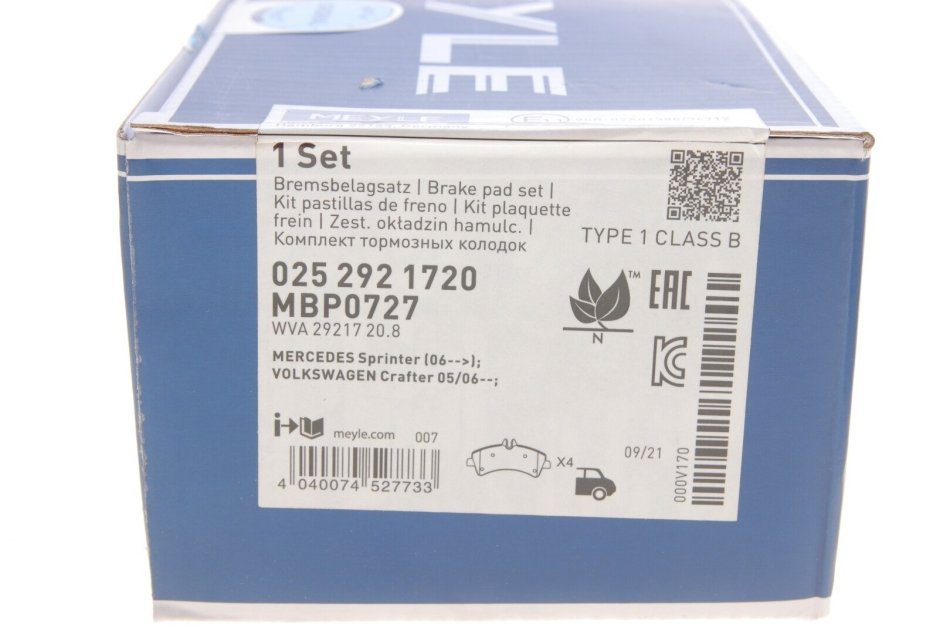 YLE
MEYLE
1 Set
Bremsbelagsatz | Brake pad set |
Kit pastillas de freno | Kit plaquette
frein | Zest. okładzin hamulc. |
Комплект тормозных колодок
TYPE 1 CLASS B
025 292 1720
MBP0727
WVA 29217 20.8
MERCEDES Sprinter (06-->);
VOLKSWAGEN Crafter 05/06--;
TM
N
EAC
i
meyle.com 007
4 040074 527733
X4
09/21
000V170